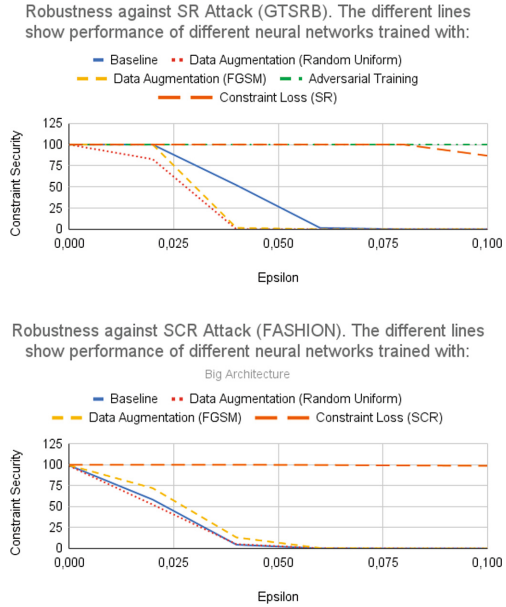 Robustness against SR Attack (GTSRB). The different lines
show performance of different neural networks trained with:
Baseline Data Augmentation (Random Uniform)
Data Augmentation (FGSM) Adversarial Training
Constraint Loss (SR)
Constraint Security
125
100
75
50
25
0
0,000 0,025 0,050 0,075 0,100
Epsilon
Robustness against SCR Attack (FASHION). The different lines
show performance of different neural networks trained with:
Big Architecture
Baseline Data Augmentation (Random Uniform)
Data Augmentation (FGSM) Constraint Loss (SCR)
Constraint Security
125
100
75
50
25
0
0,000 0,025 0,050 0,075 0,100
Epsilon